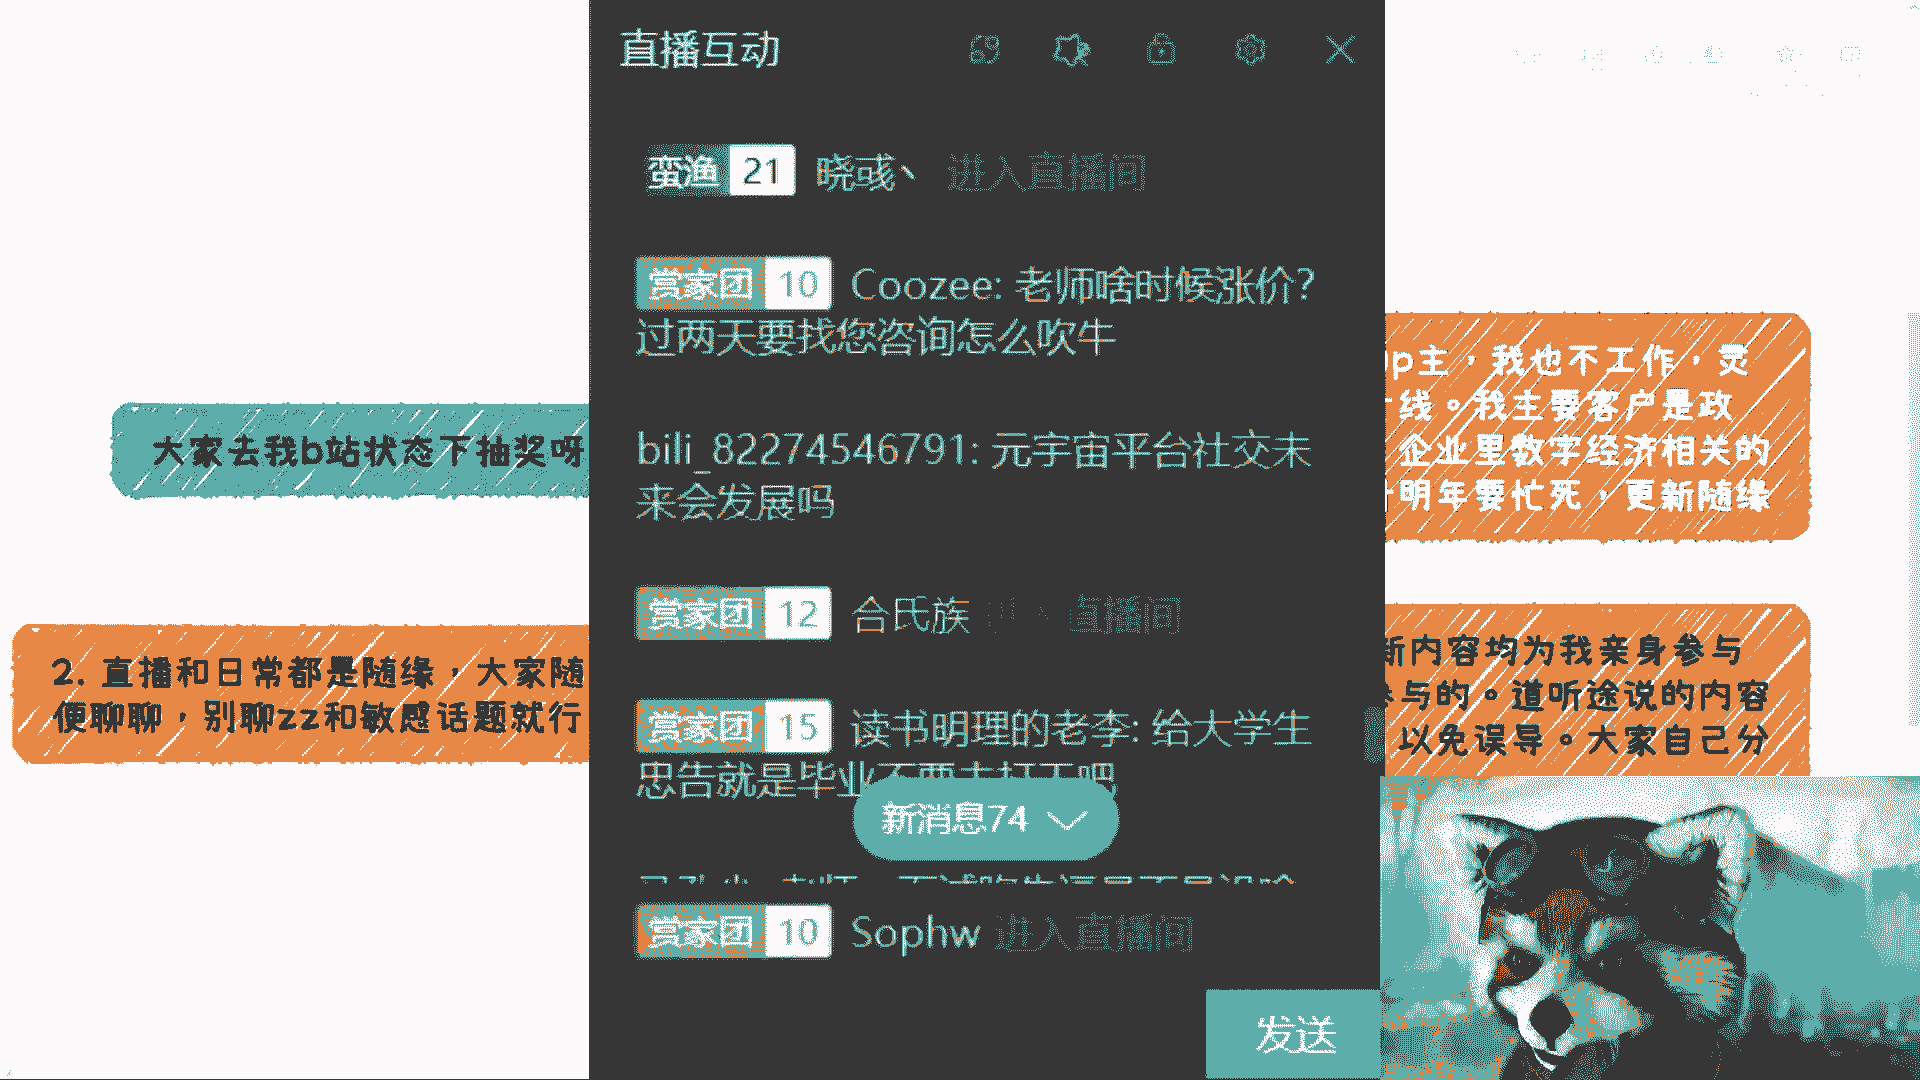 直播互动
蛮渔 21 晓彧丶 进入直播间
赏家团 10 Coozee: 老师啥时候涨价?
过两天要找您咨询怎么吹牛
bili_82274546791: 元宇宙平台社交未
来会发展吗
赏家团 12 合氏族 直播间
赏家团 15 读书明理的老李: 给大学生
忠告就是毕业不要去打工吧
新消息74
赏家团 10 Sophw 进入直播间
发送
大家去我b站状态下抽奖呀
2. 直播和日常都是随缘，大家随
便聊聊，别聊zz和敏感话题就行
p主，我也不工作，灵
线。我主要客户是政
企业里数字经济相关的
明年要忙死，更新随缘
新内容均为我亲身参与
参与的。道听途说的内容
以免误导。大家自己分